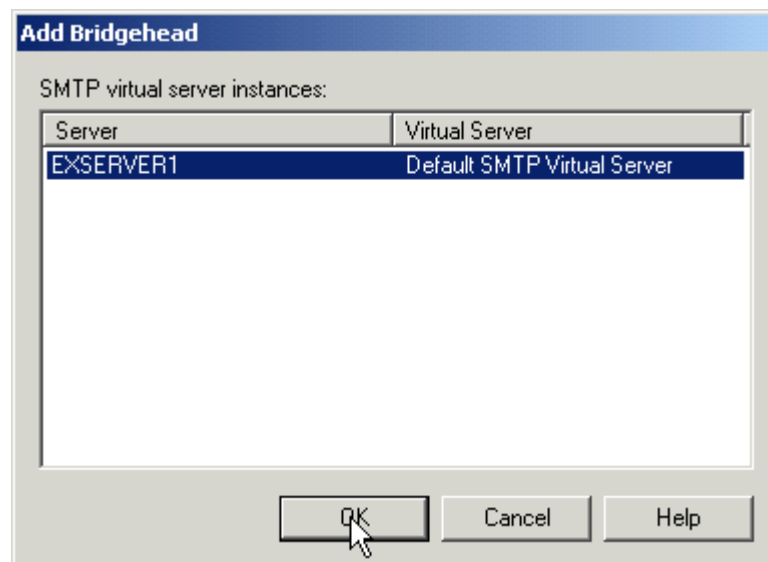 Add Bridgehead
SMTP virtual server instances:
Server Virtual Server
EXSERVER1 Default SMTP Virtual Server
OK Cancel Help